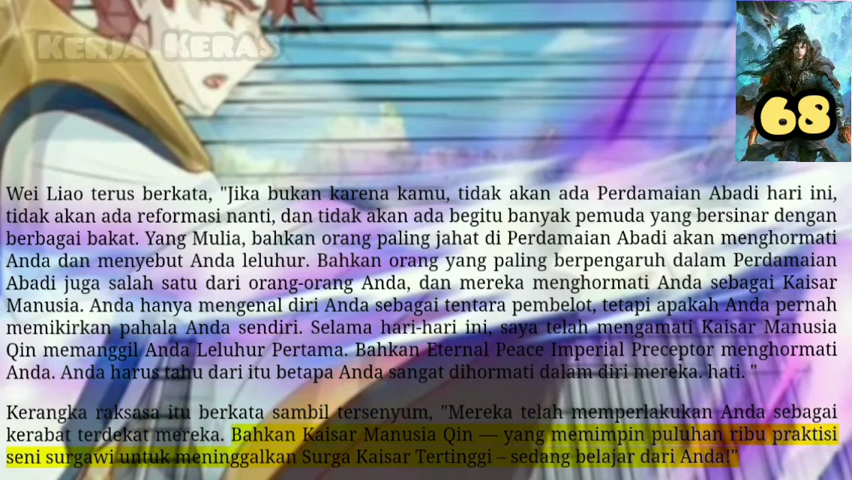 Kerja Keras
68
Wei Liao terus berkata, "Jika bukan karena kamu, tidak akan ada Perdamaian Abadi hari ini,
tidak akan ada reformasi nanti, dan tidak akan ada begitu banyak pemuda yang bersinar dengan
berbagai bakat. Yang Mulia, bahkan orang paling jahat di Perdamaian Abadi akan menghormati
Anda dan menyebut Anda leluhur. Bahkan orang yang paling berpengaruh dalam Perdamaian
Abadi juga salah satu dari orang-orang Anda, dan mereka menghormati Anda sebagai Kaisar
Manusia. Anda hanya mengenal diri Anda sebagai tentara pembelot, tetapi apakah Anda pernah
memikirkan pahala Anda sendiri. Selama hari-hari ini, saya telah mengamati Kaisar Manusia
Qin memanggil Anda Leluhur Pertama. Bahkan Eternal Peace Imperial Preceptor menghormati
Anda. Anda harus tahu dari itu betapa Anda sangat dihormati dalam diri mereka. hati. "
Kerangka raksasa itu berkata sambil tersenyum, "Mereka telah memperlakukan Anda sebagai
kerabat terdekat mereka. Bahkan Kaisar Manusia Qin — yang memimpin puluhan ribu praktisi
seni surgawi untuk meninggalkan Surga Kaisar Tertinggi – sedang belajar dari Anda!"